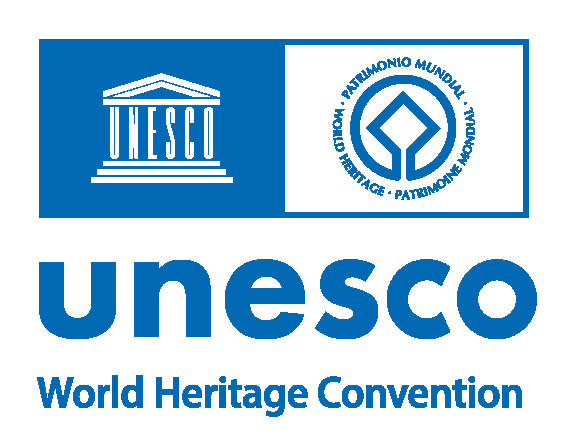 UNESCO
WORLD HERITAGE · PATRIMONIO MUNDIAL · PATRIMOINE MONDIAL ·
unesco
World Heritage Convention